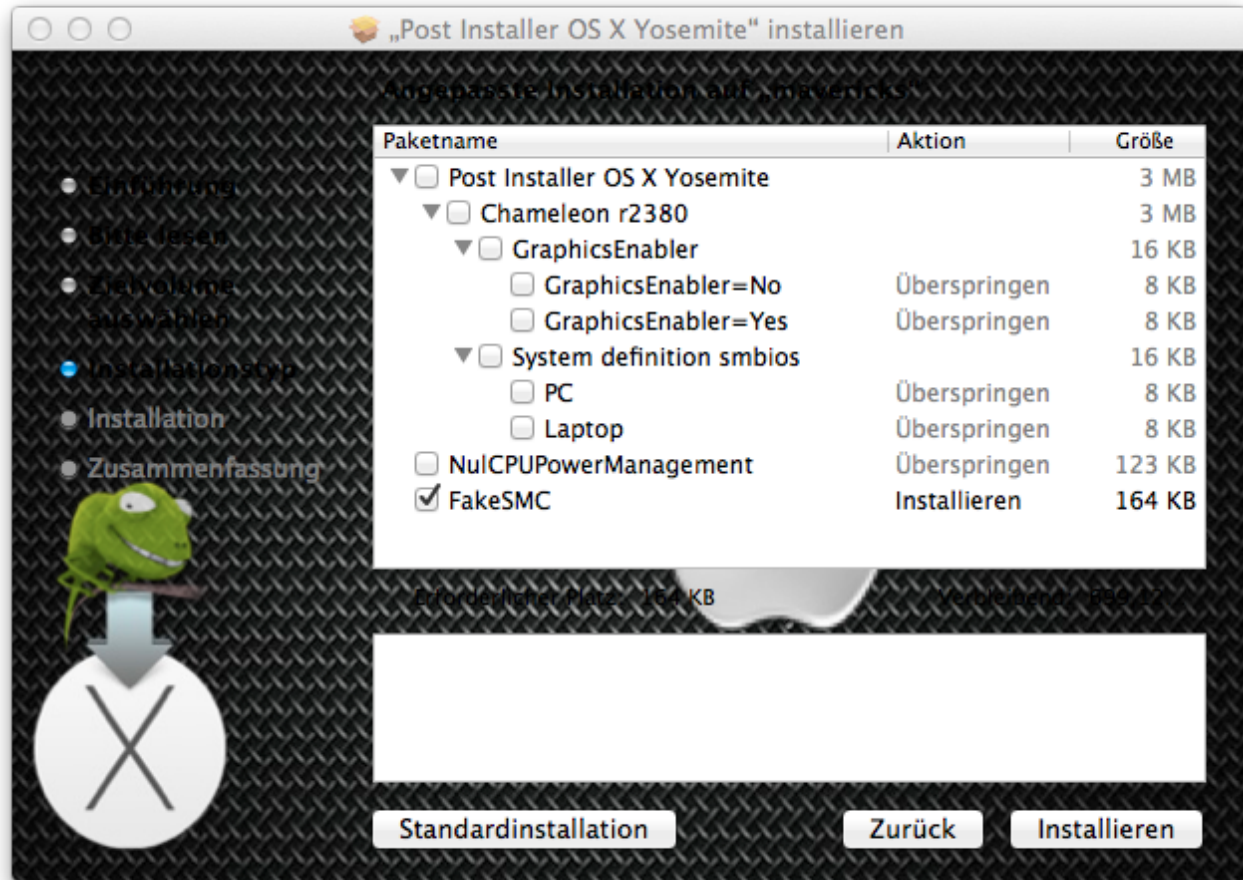 „Post Installer OS X Yosemite" installieren
Angepasste Installation auf „mavericks"
Einführung
Bitte lesen
Zielvolume
auswählen
Installationstyp
Installation
Zusammenfassung
Paketname Aktion Größe
Post Installer OS X Yosemite 3 MB
Chameleon r2380 3 MB
GraphicsEnabler 16 KB
GraphicsEnabler=No Überspringen 8 KB
GraphicsEnabler=Yes Überspringen 8 KB
System definition smbios 16 KB
PC Überspringen 8 KB
Laptop Überspringen 8 KB
NulCPUPowerManagement Überspringen 123 KB
FakeSMC Installieren 164 KB
Erforderlicher Platz: 164 KB Verbleibend:
Standardinstallation Zurück Installieren